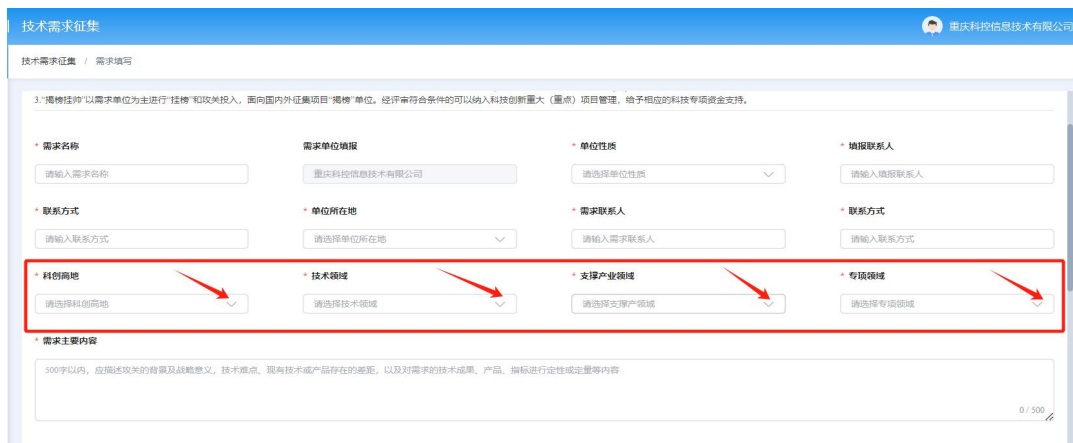 技术需求征集
重庆科控信息技术有限公司
技术需求征集 / 需求填写
3.“揭榜挂帅”以需求单位为主进行“挂榜”和攻关投入，面向国内外征集项目“揭榜”单位。经评审符合条件的可以纳入科技创新重大（重点）项目管理，给予相应的科技专项资金支持。
* 需求名称 需求单位填报 * 单位性质 * 填报联系人
请输入需求名称 重庆科控信息技术有限公司 请选择单位性质 请输入填报联系人
* 联系方式 * 单位所在地 * 需求联系人 * 联系方式
请输入联系方式 请选择单位所在地 请输入需求联系人 请输入联系方式
* 科创高地 * 技术领域 * 支撑产业领域 * 专项领域
请选择科创高地 请选择技术领域 请选择支撑产领域 请选择专项领域
* 需求主要内容
500字以内，应描述攻关的背景及战略意义，技术难点、现有技术或产品存在的差距，以及对需求的技术成果、产品、指标进行定性或定量等内容
0 / 500